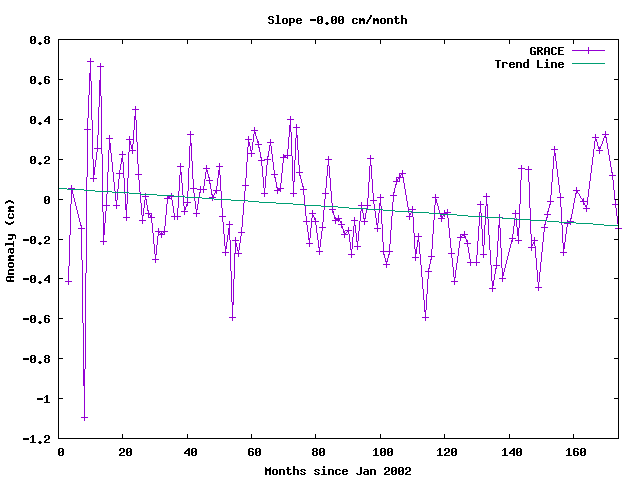 Slope -0.00 cm/month
GRACE
Trend Line
0.8
0.6
0.4
0.2
0
-0.2
-0.4
-0.6
-0.8
-1
-1.2
Anomaly (cm)
0 20 40 60 80 100 120 140 160
Months since Jan 2002